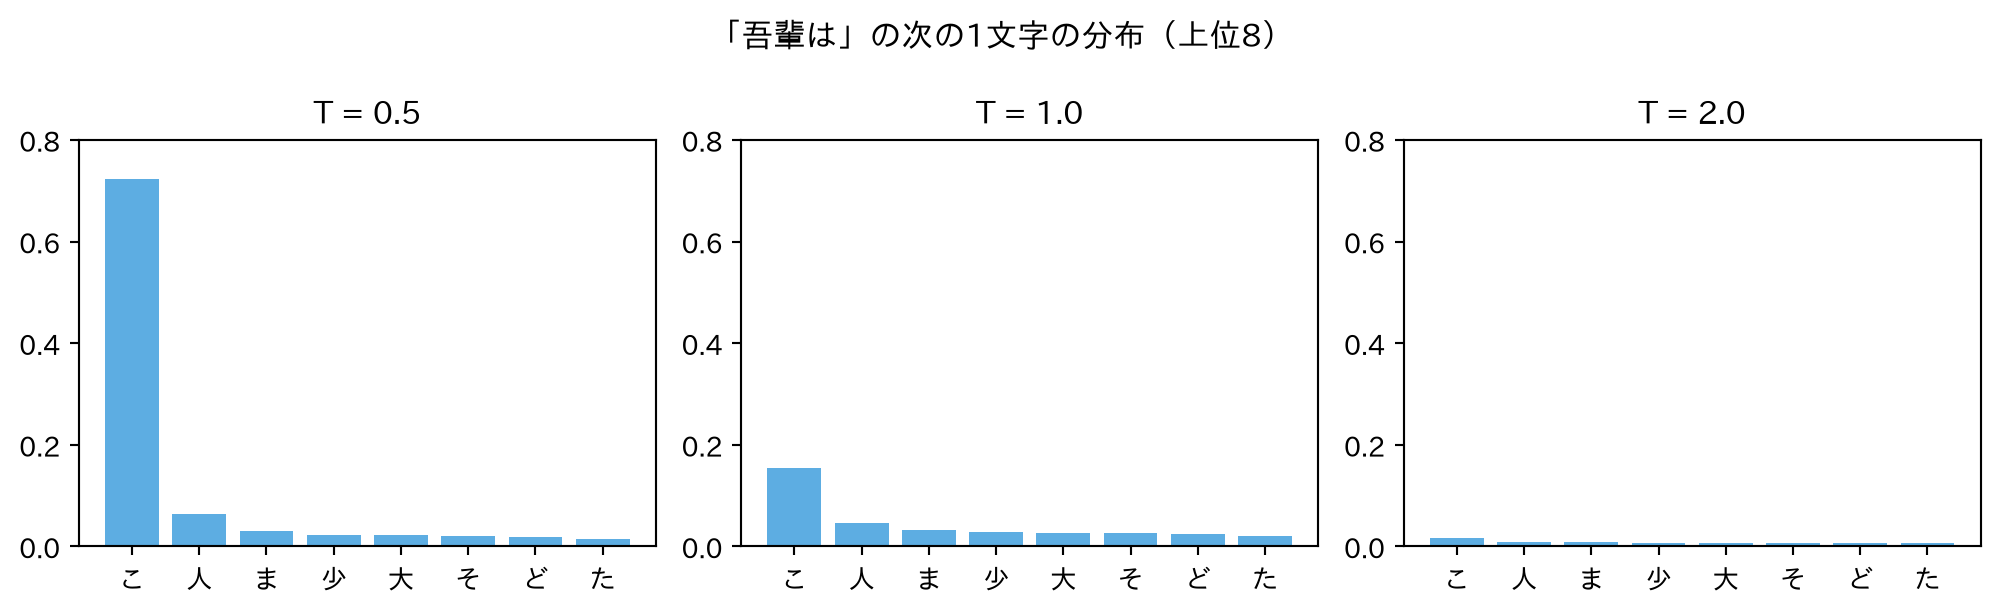 「吾輩は」の次の1文字の分布（上位8）
T = 0.5
0.8
0.6
0.4
0.2
0.0
こ 人 ま 少 大 そ ど た
T = 1.0
0.8
0.6
0.4
0.2
0.0
こ 人 ま 少 大 そ ど た
T = 2.0
0.8
0.6
0.4
0.2
0.0
こ 人 ま 少 大 そ ど た